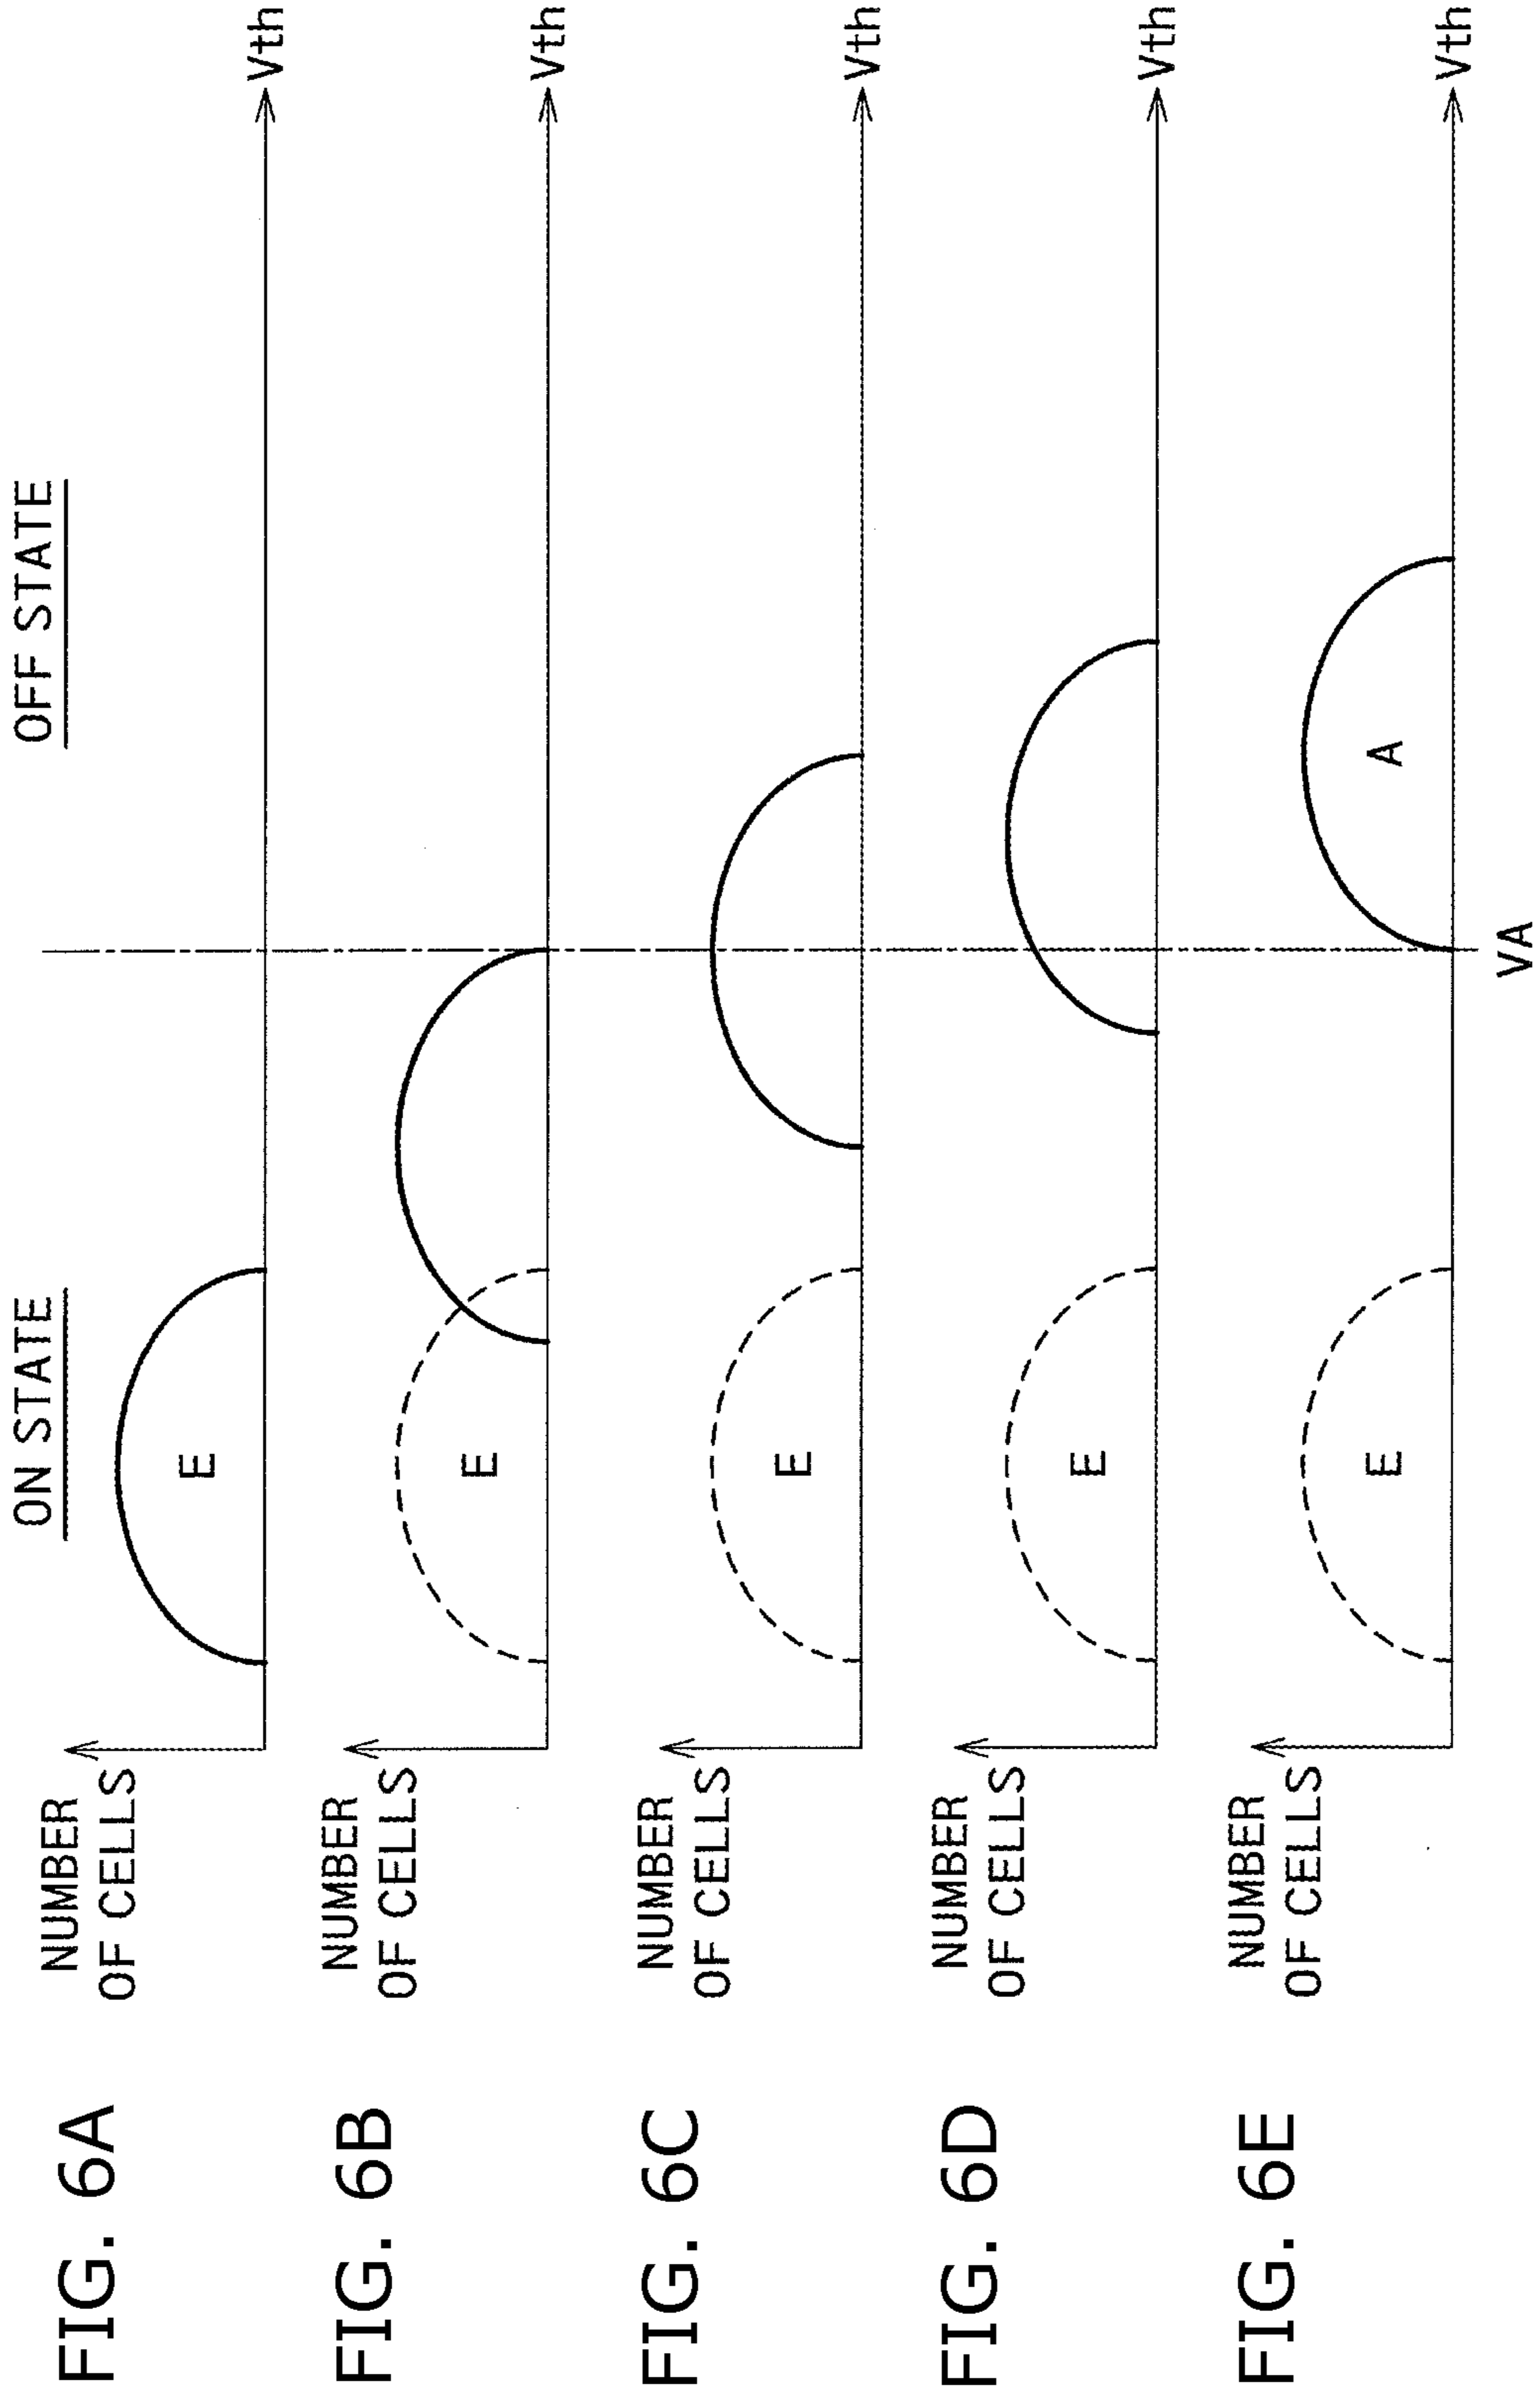 ON STATE
OFF STATE
FIG. 6A
NUMBER
OF CELLS
E
Vth
FIG. 6B
NUMBER
OF CELLS
E
Vth
FIG. 6C
NUMBER
OF CELLS
E
Vth
FIG. 6D
NUMBER
OF CELLS
E
Vth
FIG. 6E
NUMBER
OF CELLS
E
A
Vth
VA